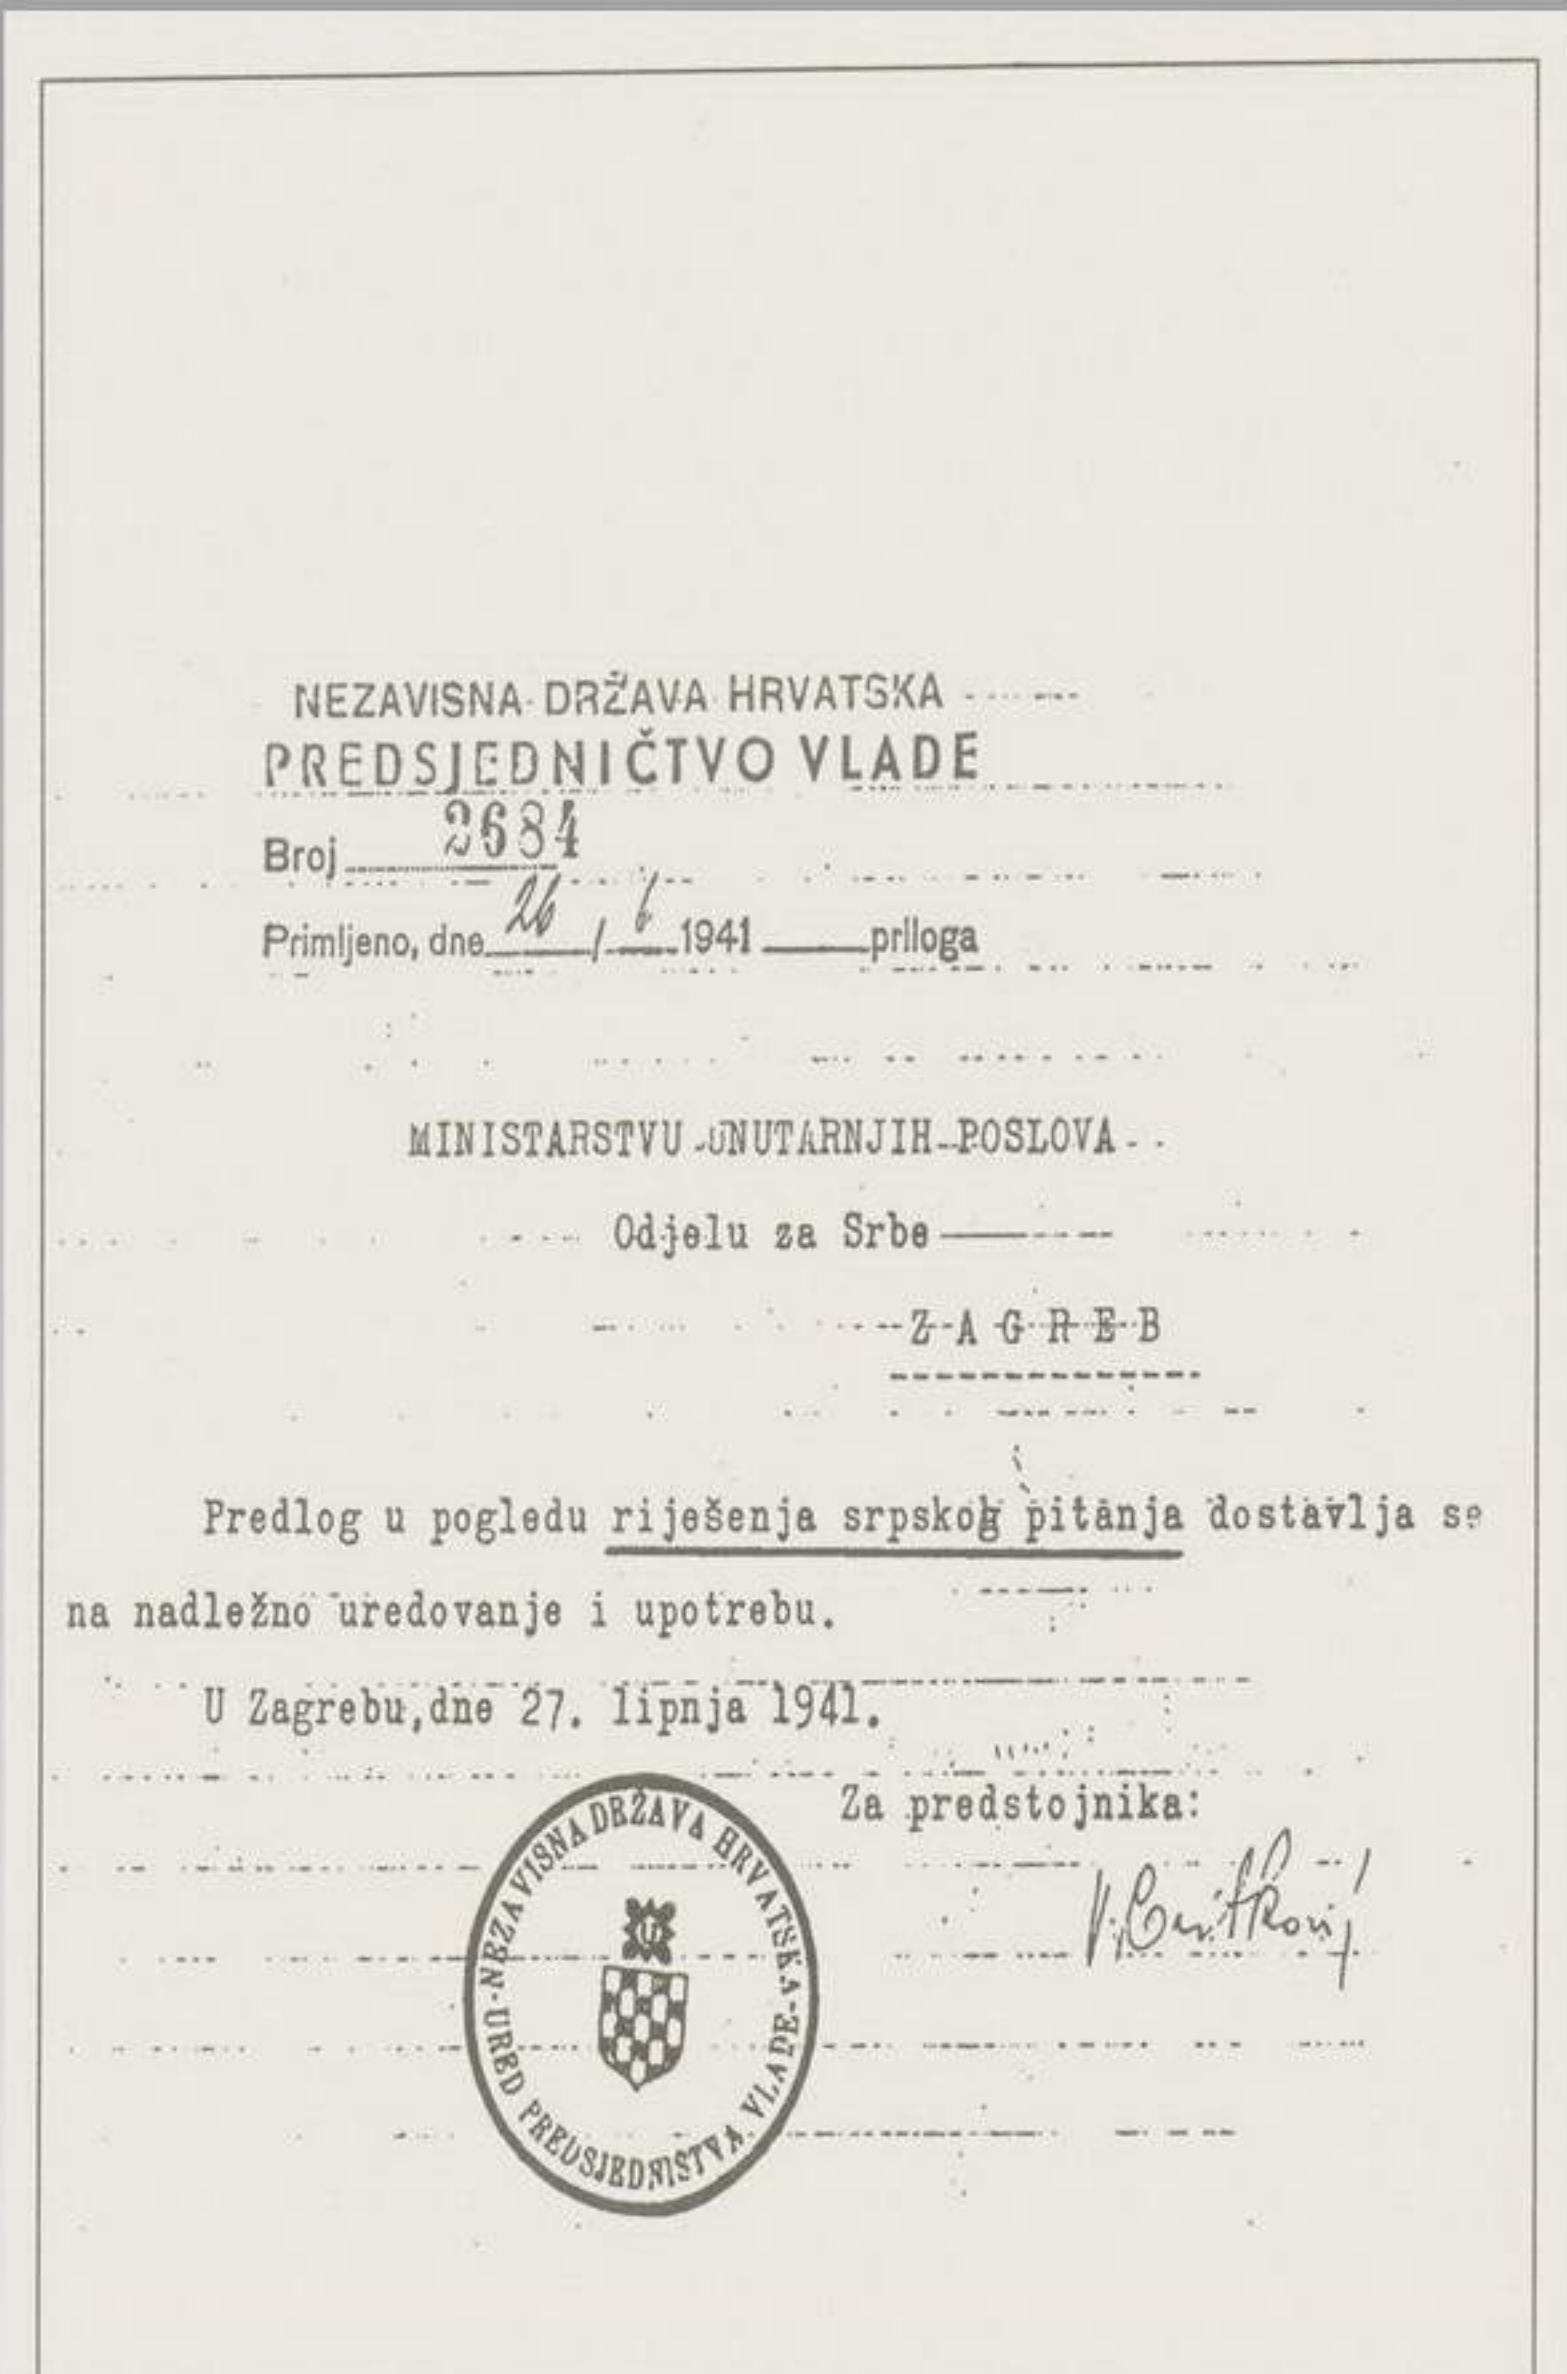 NEZAVISNA DRŽAVA HRVATSKA
PREDSJEDNIČTVO VLADE
Broj 2684
Primljeno, dne 26 / 6 1941 priloga
MINISTARSTVU UNUTARNJIH POSLOVA
Odjelu za Srbe
Z A G R E B
Predlog u pogledu riješenja srpskog pitanja dostavlja se
na nadležno uredovanje i upotrebu.
U Zagrebu,dne 27. lipnja 1941.
Za predstojnika:
NEZAVISNA DRŽAVA HRVATSKA-
URED PREDSJEDNISTVA VLADE-
U